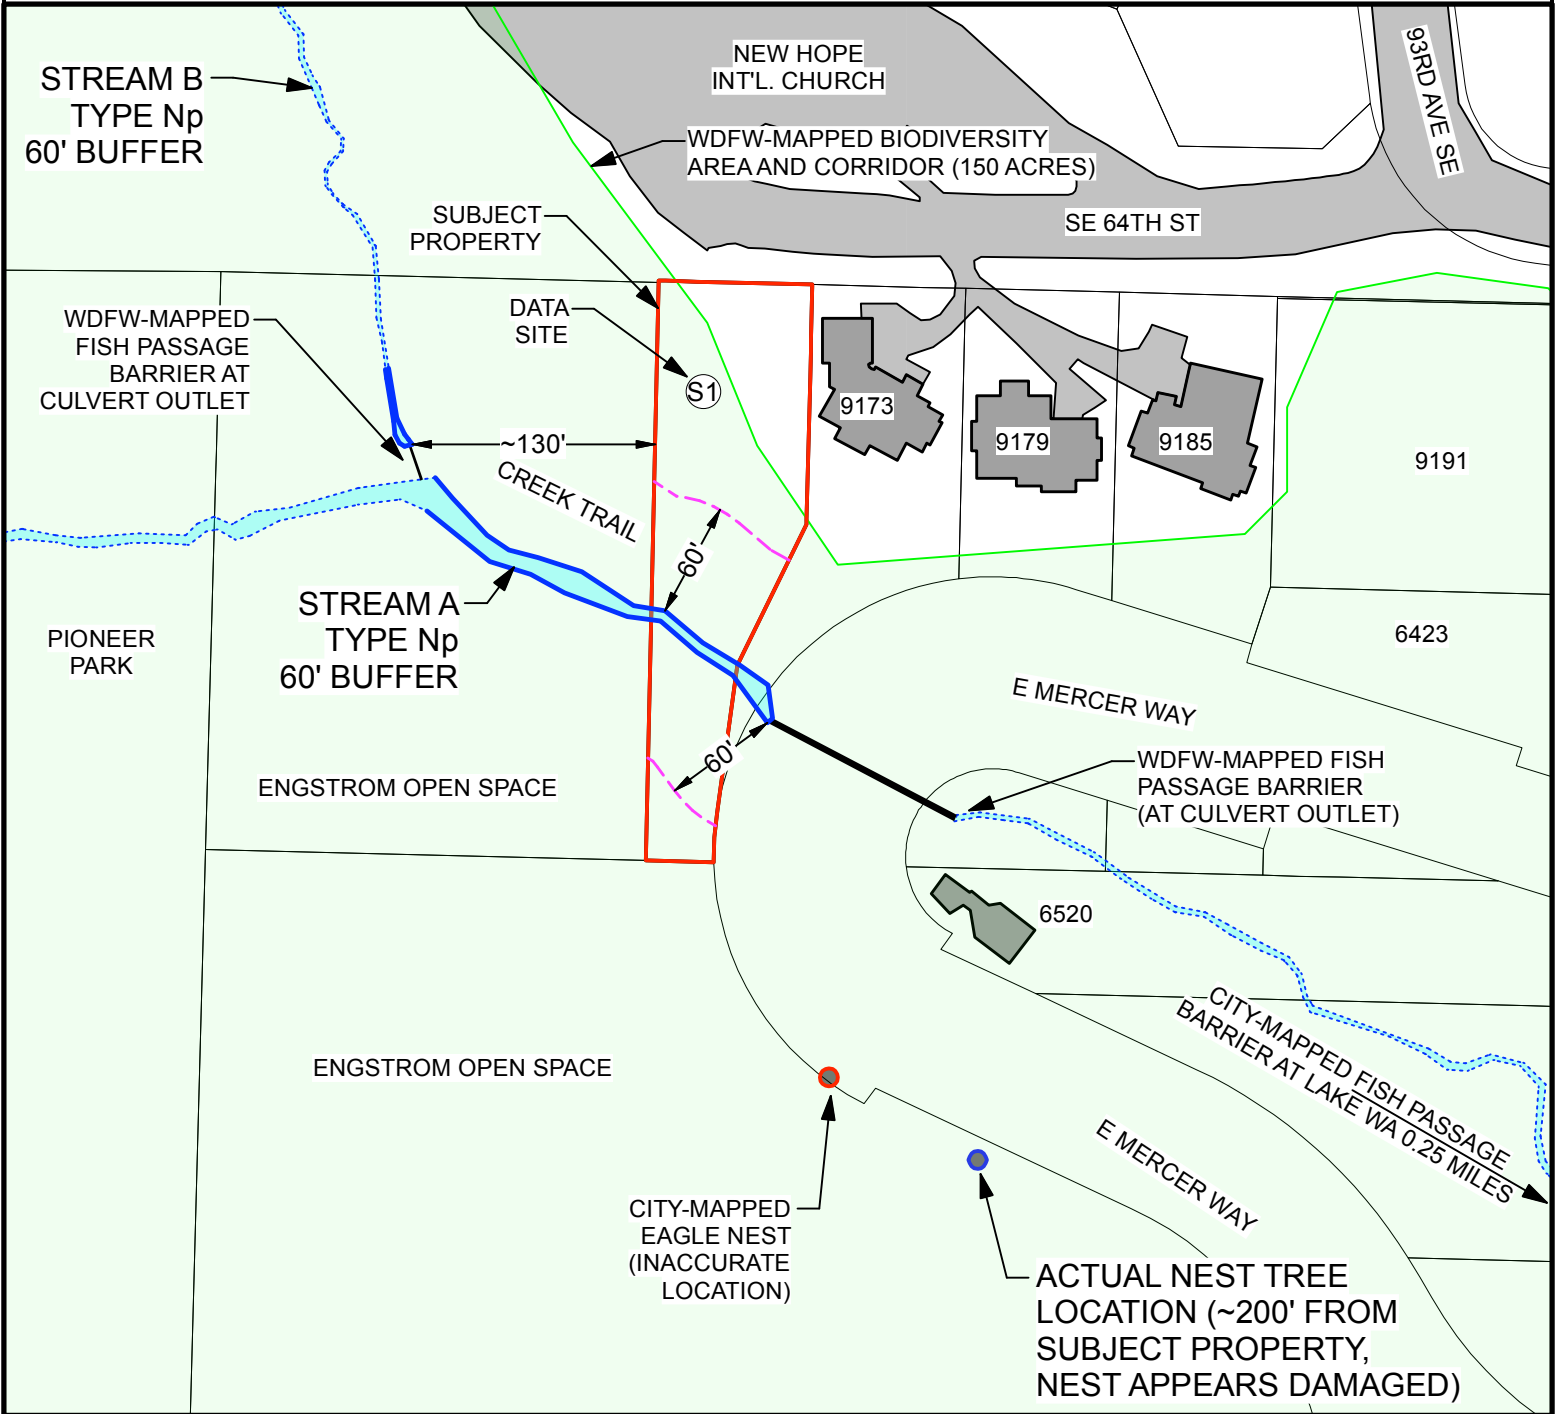 STREAM B
TYPE Np
60' BUFFER
NEW HOPE
INT'L. CHURCH
93RD AVE SE
WDFW-MAPPED BIODIVERSITY
AREA AND CORRIDOR (150 ACRES)
SUBJECT
PROPERTY
SE 64TH ST
WDFW-MAPPED
FISH PASSAGE
BARRIER AT
CULVERT OUTLET
DATA
SITE
S1
9173
9179
9185
9191
~130'
CREEK TRAIL
60'
STREAM A
TYPE Np
60' BUFFER
PIONEER
PARK
6423
E MERCER WAY
60'
ENGSTROM OPEN SPACE
WDFW-MAPPED FISH
PASSAGE BARRIER
(AT CULVERT OUTLET)
6520
CITY-MAPPED FISH PASSAGE
BARRIER AT LAKE WA 0.25 MILES
ENGSTROM OPEN SPACE
E MERCER WAY
CITY-MAPPED
EAGLE NEST
(INACCURATE
LOCATION)
ACTUAL NEST TREE
LOCATION (~200' FROM
SUBJECT PROPERTY,
NEST APPEARS DAMAGED)